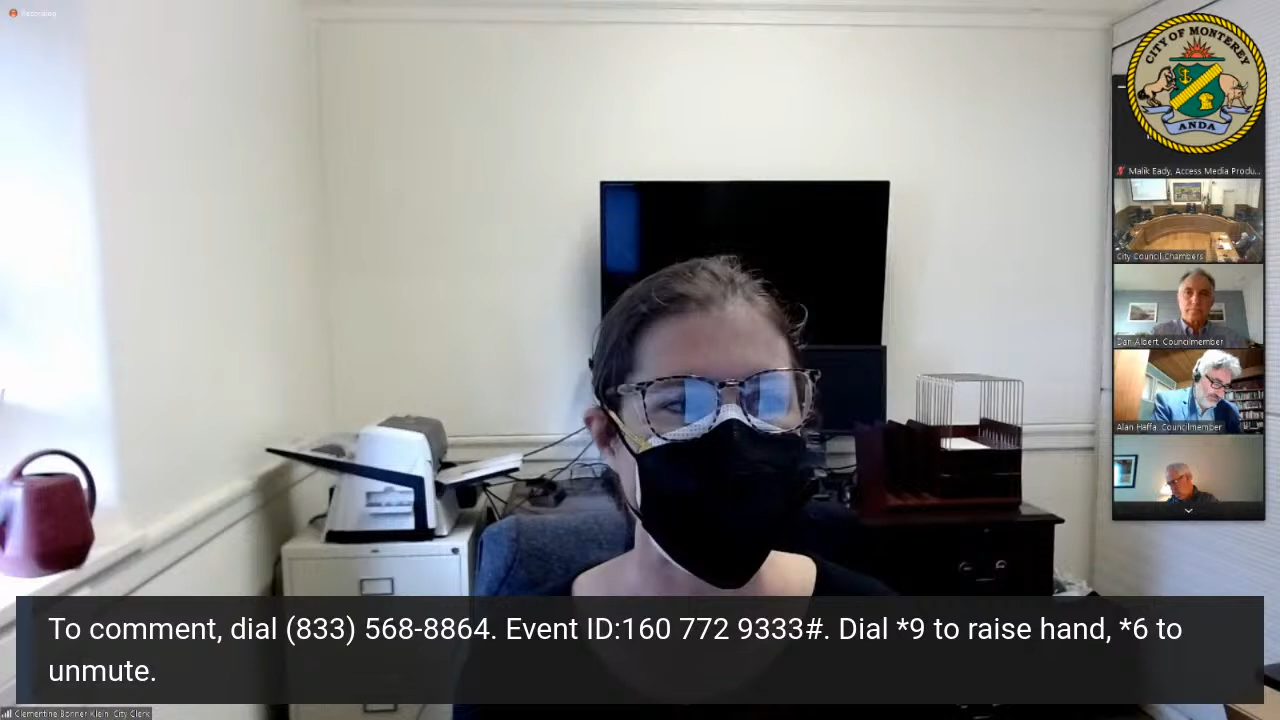 Recording
CITY OF MONTEREY
ANDA
Malik Eady, Access Media Produ...
City Council Chambers
Dan Albert, Councilmember
Alan Haffa, Councilmember
To comment, dial (833) 568-8864. Event ID:160 772 9333#. Dial *9 to raise hand, *6 to
unmute.
Clementine Bonner Klein, City Clerk